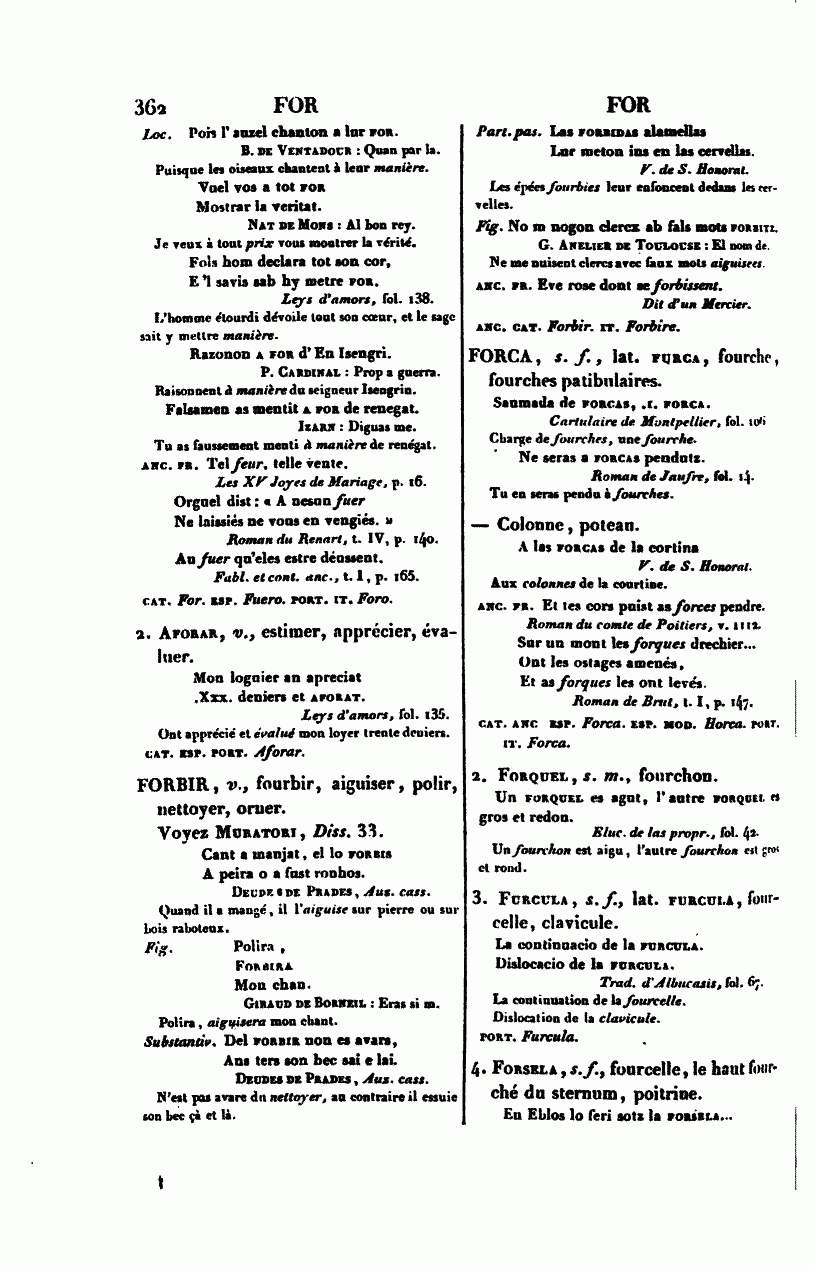 362 FOR FOR
Loc. Pois l' auzel chanton a lur FOR.
B. DE VENTADOUR : Quan par la.
Puisque les oiseaux chantent à leur manière.
Vuel vos a tot FOR
Mostrar la veritat.
NAT DE MONS : Al bon rey.
Je veux à tout prix vous montrer la vérité.
Fols hom declara tot son cor,
E 'l savis sab hy metre FOR.
Leys d'amors, fol. 138.
L'homme étourdi dévoile tout son cœur, et le sage
sait y mettre manière.
Razonon A FOR d' En Isengri.
P. CARDINAL : Prop a guerra.
Raisonnent à manière du seigneur Isengrin.
Falsamen as mentit A FOR de renegat.
IZARN : Diguas me.
Tu as faussement menti à manière de renégat.
ANC. FR. Tel feur, telle vente.
Les XV Joyes de Mariage, p. 16.
Orguel dist : « A nesun fuer
Ne laissiés ne vous en vengiés. »
Roman du Renart, t. IV, p. 140.
Au fuer qu'eles estre déussent.
Fabl. et cont. anc., t. I, p. 165.
CAT. For. ESP. Fuero. PORT. IT. Foro.
2. AFORAR, v., estimer, apprécier, éva-
luer.
Mon loguier an apreciat
.Xxx. deniers et AFORAT.
Leys d'amors, fol. 135.
Ont apprécié et évalué mon loyer trente deniers.
CAT. ESP. PORT. Aforar.
FORBIR, v., fourbir, aiguiser, polir,
nettoyer, orner.
Voyez MURATORI, Diss. 33.
Cant a manjat, el lo FORBIS
A peira o a fust ronhos.
DEUDES DE PRADES, Aus. cass.
Quand il a mangé, il l'aiguise sur pierre ou sur
bois raboteux.
Fig. Polira,
FORBIRA
Mon chan.
GIRAUD DE BORNEIL : Eras si m.
Polira, aiguisera mon chant.
Substantiv. Del FORBIR non es avars,
Ans ters son bec sai e lai.
DEUDES DE PRADES, Aus. cass.
N'est pas avare du nettoyer, au contraire il essuie
son bec çà et là.
Part. pas. Las FORBIDAS alamellas
Lur meton ins en las cervellas.
V. de S. Honorat.
Les épées fourbies leur enfoncent dedans les cer-
velles.
Fig. No m nogon clercx ab fals mots FORBITZ.
G. ANELIER DE TOULOUSE : El nom de.
Ne me nuisent clercs avec faux mots aiguisées.
ANC. FR. Eve rose dont se forbissent.
Dit d'un Mercier.
ANC. CAT. Forbir. IT. Forbire.
FORCA, s. f., lat. FURCA, fourche,
fourches patibulaires.
Saumada de FORCAS, .I. FORCA.
Cartulaire de Montpellier, fol. 106
Charge de fourches, une fourche.
Ne seras a FORCAS pendutz.
Roman de Jaufre, fol. 14.
Tu en seras pendu à fourches.
— Colonne, poteau.
A las FORCAS de la cortina
V. de S. Honorat.
Aux colonnes de la courtine.
ANC. FR. Et tes cors puist as forces pendre.
Roman du comte de Poitiers, v. 1112.
Sur un mont les forques drechier...
Ont les ostages amenés,
Et as forques les ont levés.
Roman de Brut, t. I, p. 147.
CAT. ANC ESP. Forca. ESP. MOD. Horca. PORT.
IT. Forca.
2. FORQUEL, s. m., fourchon.
Un FORQUEL es agut, l' autre FORQUEL es
gros et redon.
Eluc. de las propr., fol. 42.
Un fourchon est aigu, l'autre fourchon est gros
et rond.
3. FURCULA, s. f., lat. FURCULA, four-
celle, clavicule.
La continuacio de la FURCULA.
Dislocacio de la FURCULA.
Trad. d'Albucasis, fol. 67.
La continuation de la fourcelle.
Dislocation de la clavicule.
PORT. Furcula.
4. FORSELA, s. f., fourcelle, le haut four-
ché du sternum, poitrine.
En Eblos lo feri sotz la FORSELA...